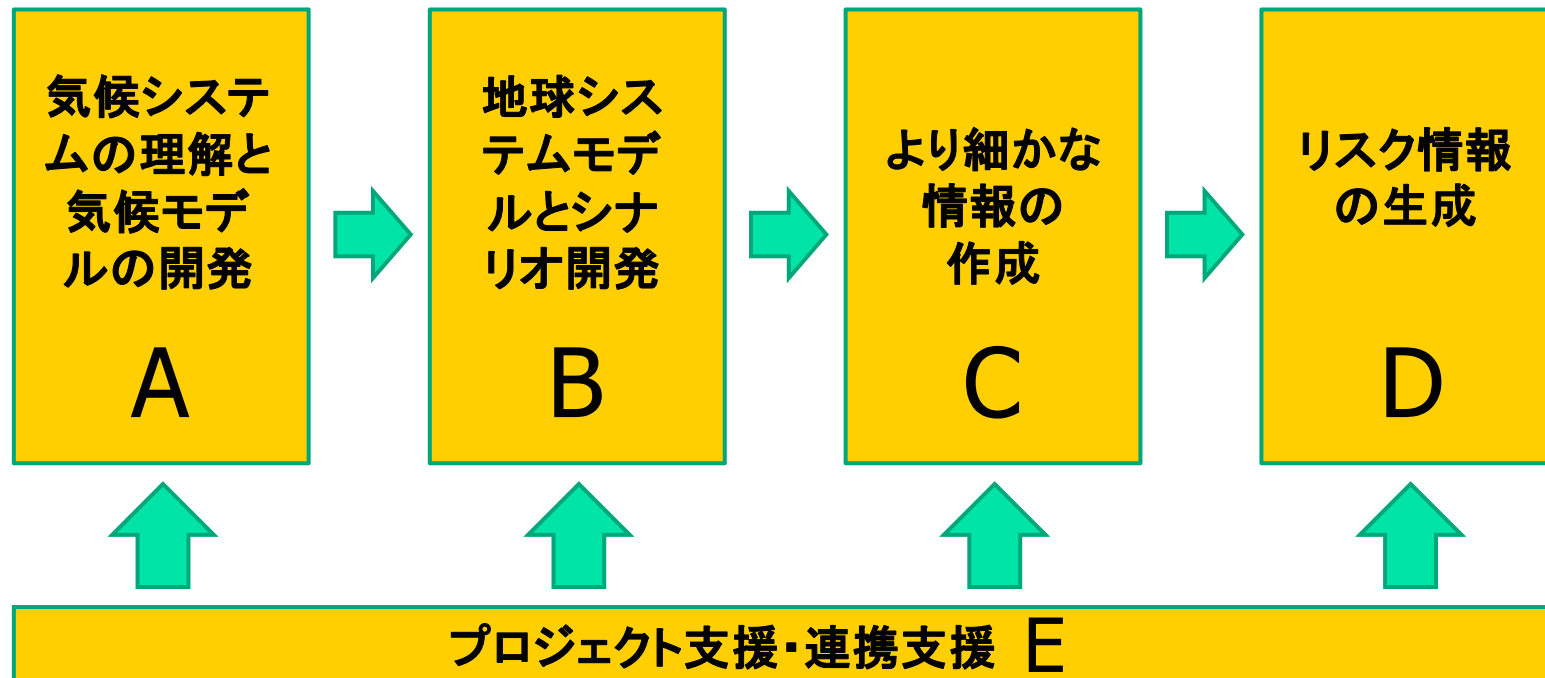 気候システ
ムの理解と
気候モデ
ルの開発
A
地球シス
テムモデ
ルとシナ
リオ開発
B
より細かな
情報の
作成
C
リスク情報
の生成
D
プロジェクト支援・連携支援 E